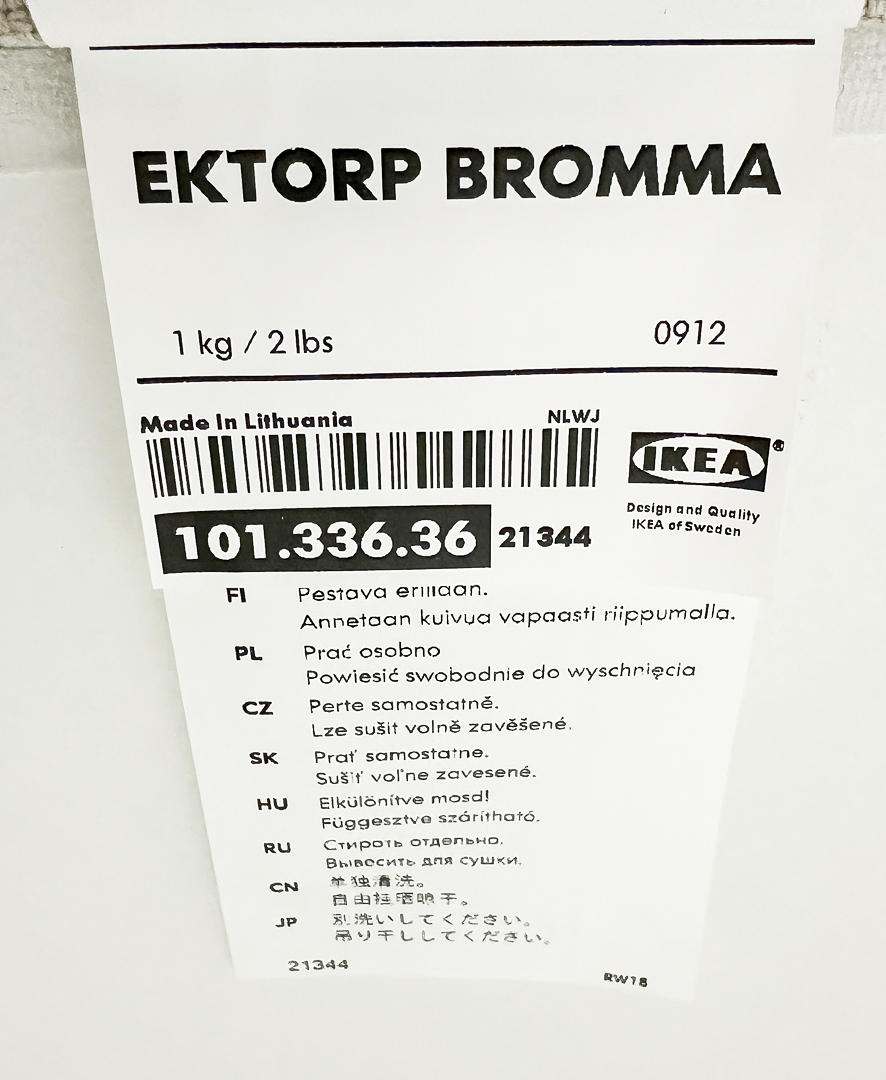 EKTORP BROMMA
1 kg / 2 lbs 0912
Made In Lithuania NLWJ
IKEA®
Design and Quality
IKEA of Sweden
101.336.36 21344
FI Pestava erillään.
Annetaan kuivua vapaasti riippumalla.
PL Prać osobno
Powiesić swobodnie do wyschnięcia
CZ Perte samostatně.
Lze sušit volně zavěšené.
SK Prať samostatne.
Sušiť voľne zavesené.
HU Elkülönítve mosd!
Függesztve szárítható.
RU Стирать отдельно.
Вывесить для сушки.
CN 单独清洗。
自由挂晒晾干。
JP 別洗いしてください。
吊り干ししてください。
21344 RW18